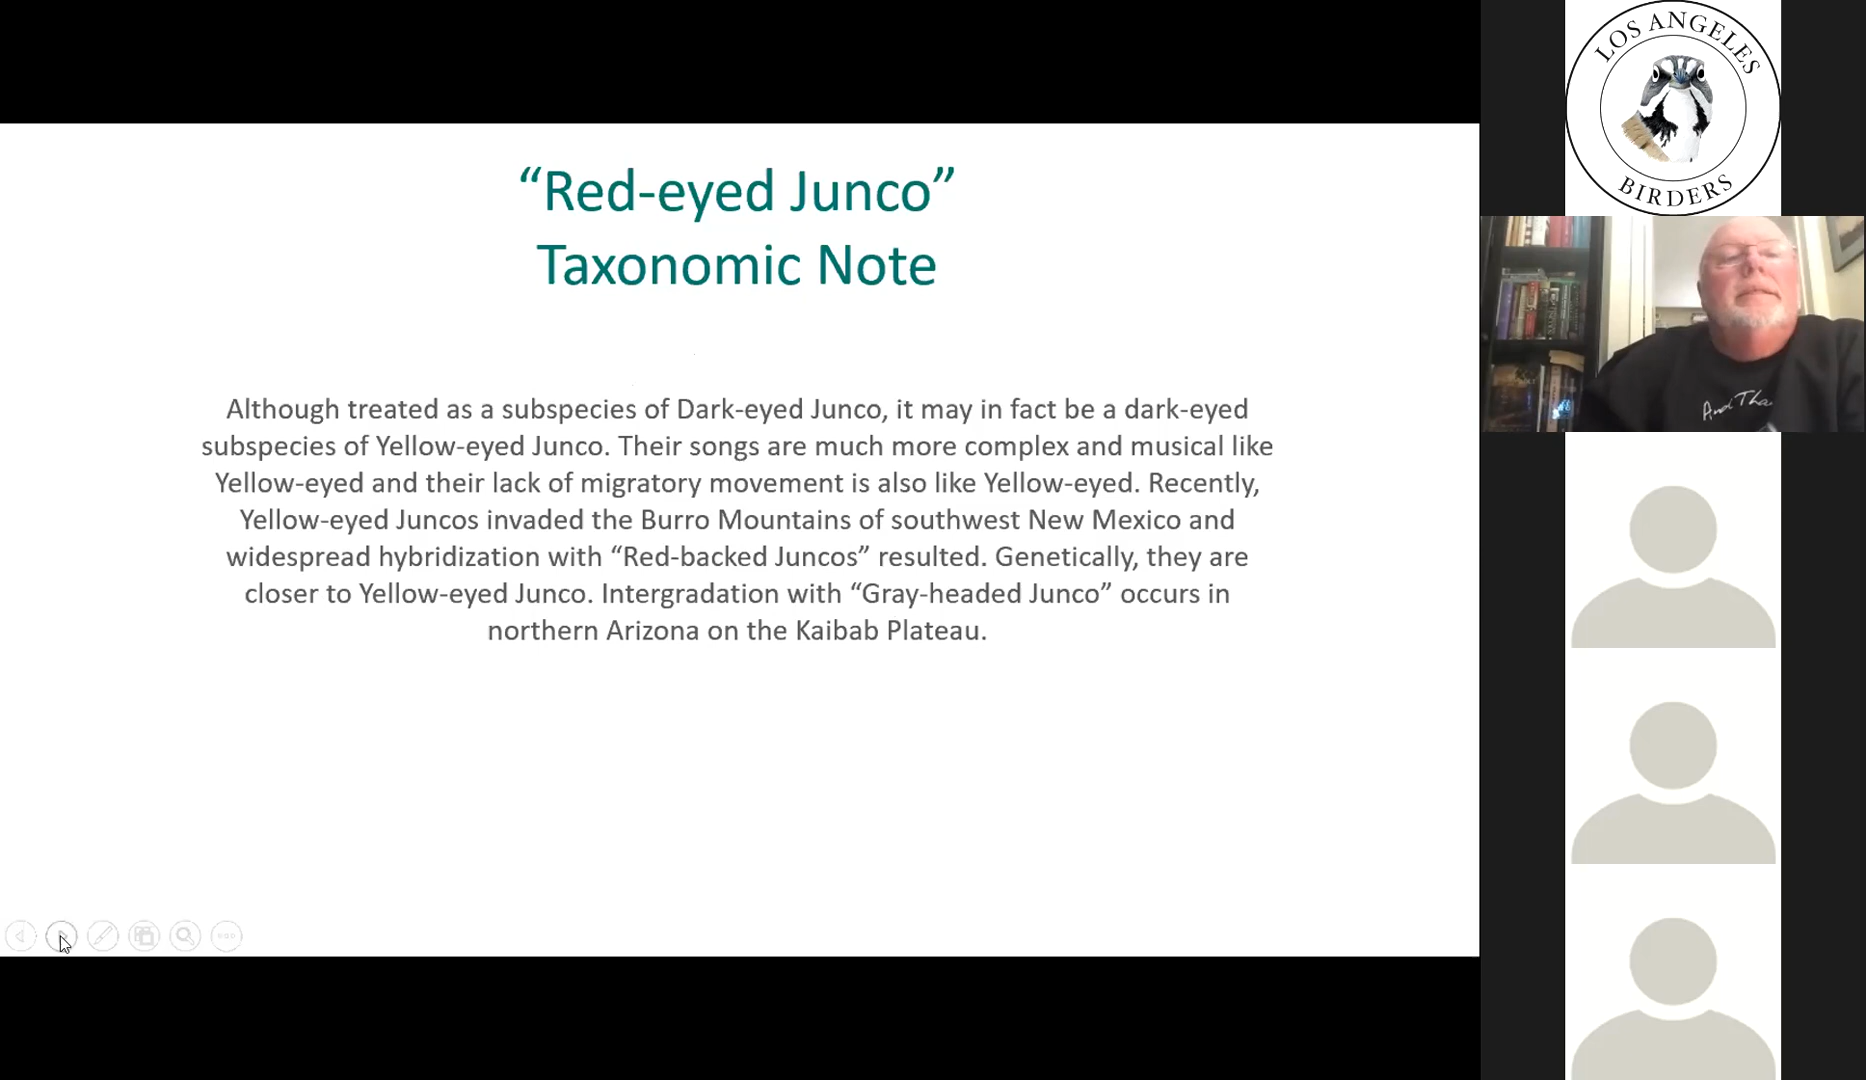 “Red-eyed Junco”
Taxonomic Note
Although treated as a subspecies of Dark-eyed Junco, it may in fact be a dark-eyed
subspecies of Yellow-eyed Junco. Their songs are much more complex and musical like
Yellow-eyed and their lack of migratory movement is also like Yellow-eyed. Recently,
Yellow-eyed Juncos invaded the Burro Mountains of southwest New Mexico and
widespread hybridization with “Red-backed Juncos” resulted. Genetically, they are
closer to Yellow-eyed Junco. Intergradation with “Gray-headed Junco” occurs in
northern Arizona on the Kaibab Plateau.
LOS ANGELES
BIRDERS
And Tha